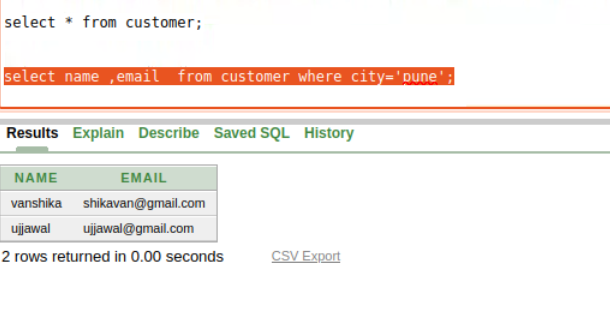 select * from customer;
select name ,email  from customer where city='pune';
Results Explain Describe Saved SQL History
NAME EMAIL
vanshika shikavan@gmail.com
ujjawal ujjawal@gmail.com
2 rows returned in 0.00 seconds CSV Export